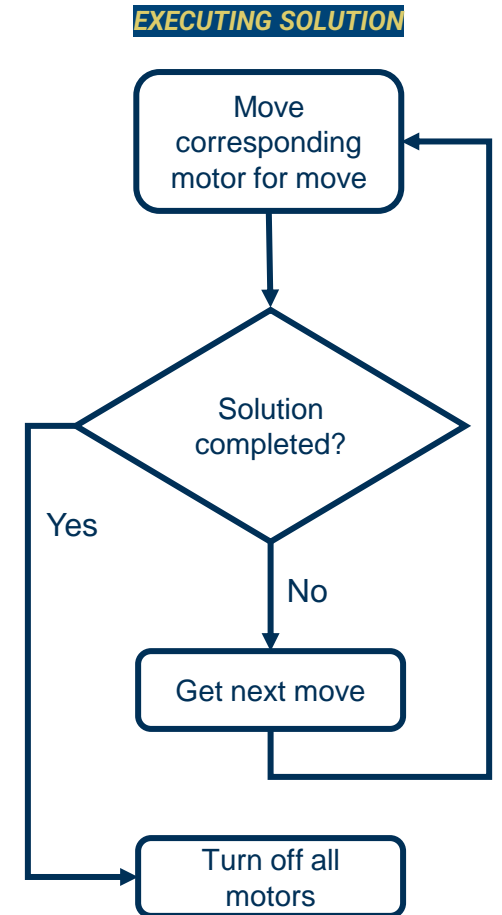 EXECUTING SOLUTION
Move
corresponding
motor for move
Solution
completed?
Yes
No
Get next move
Turn off all
motors